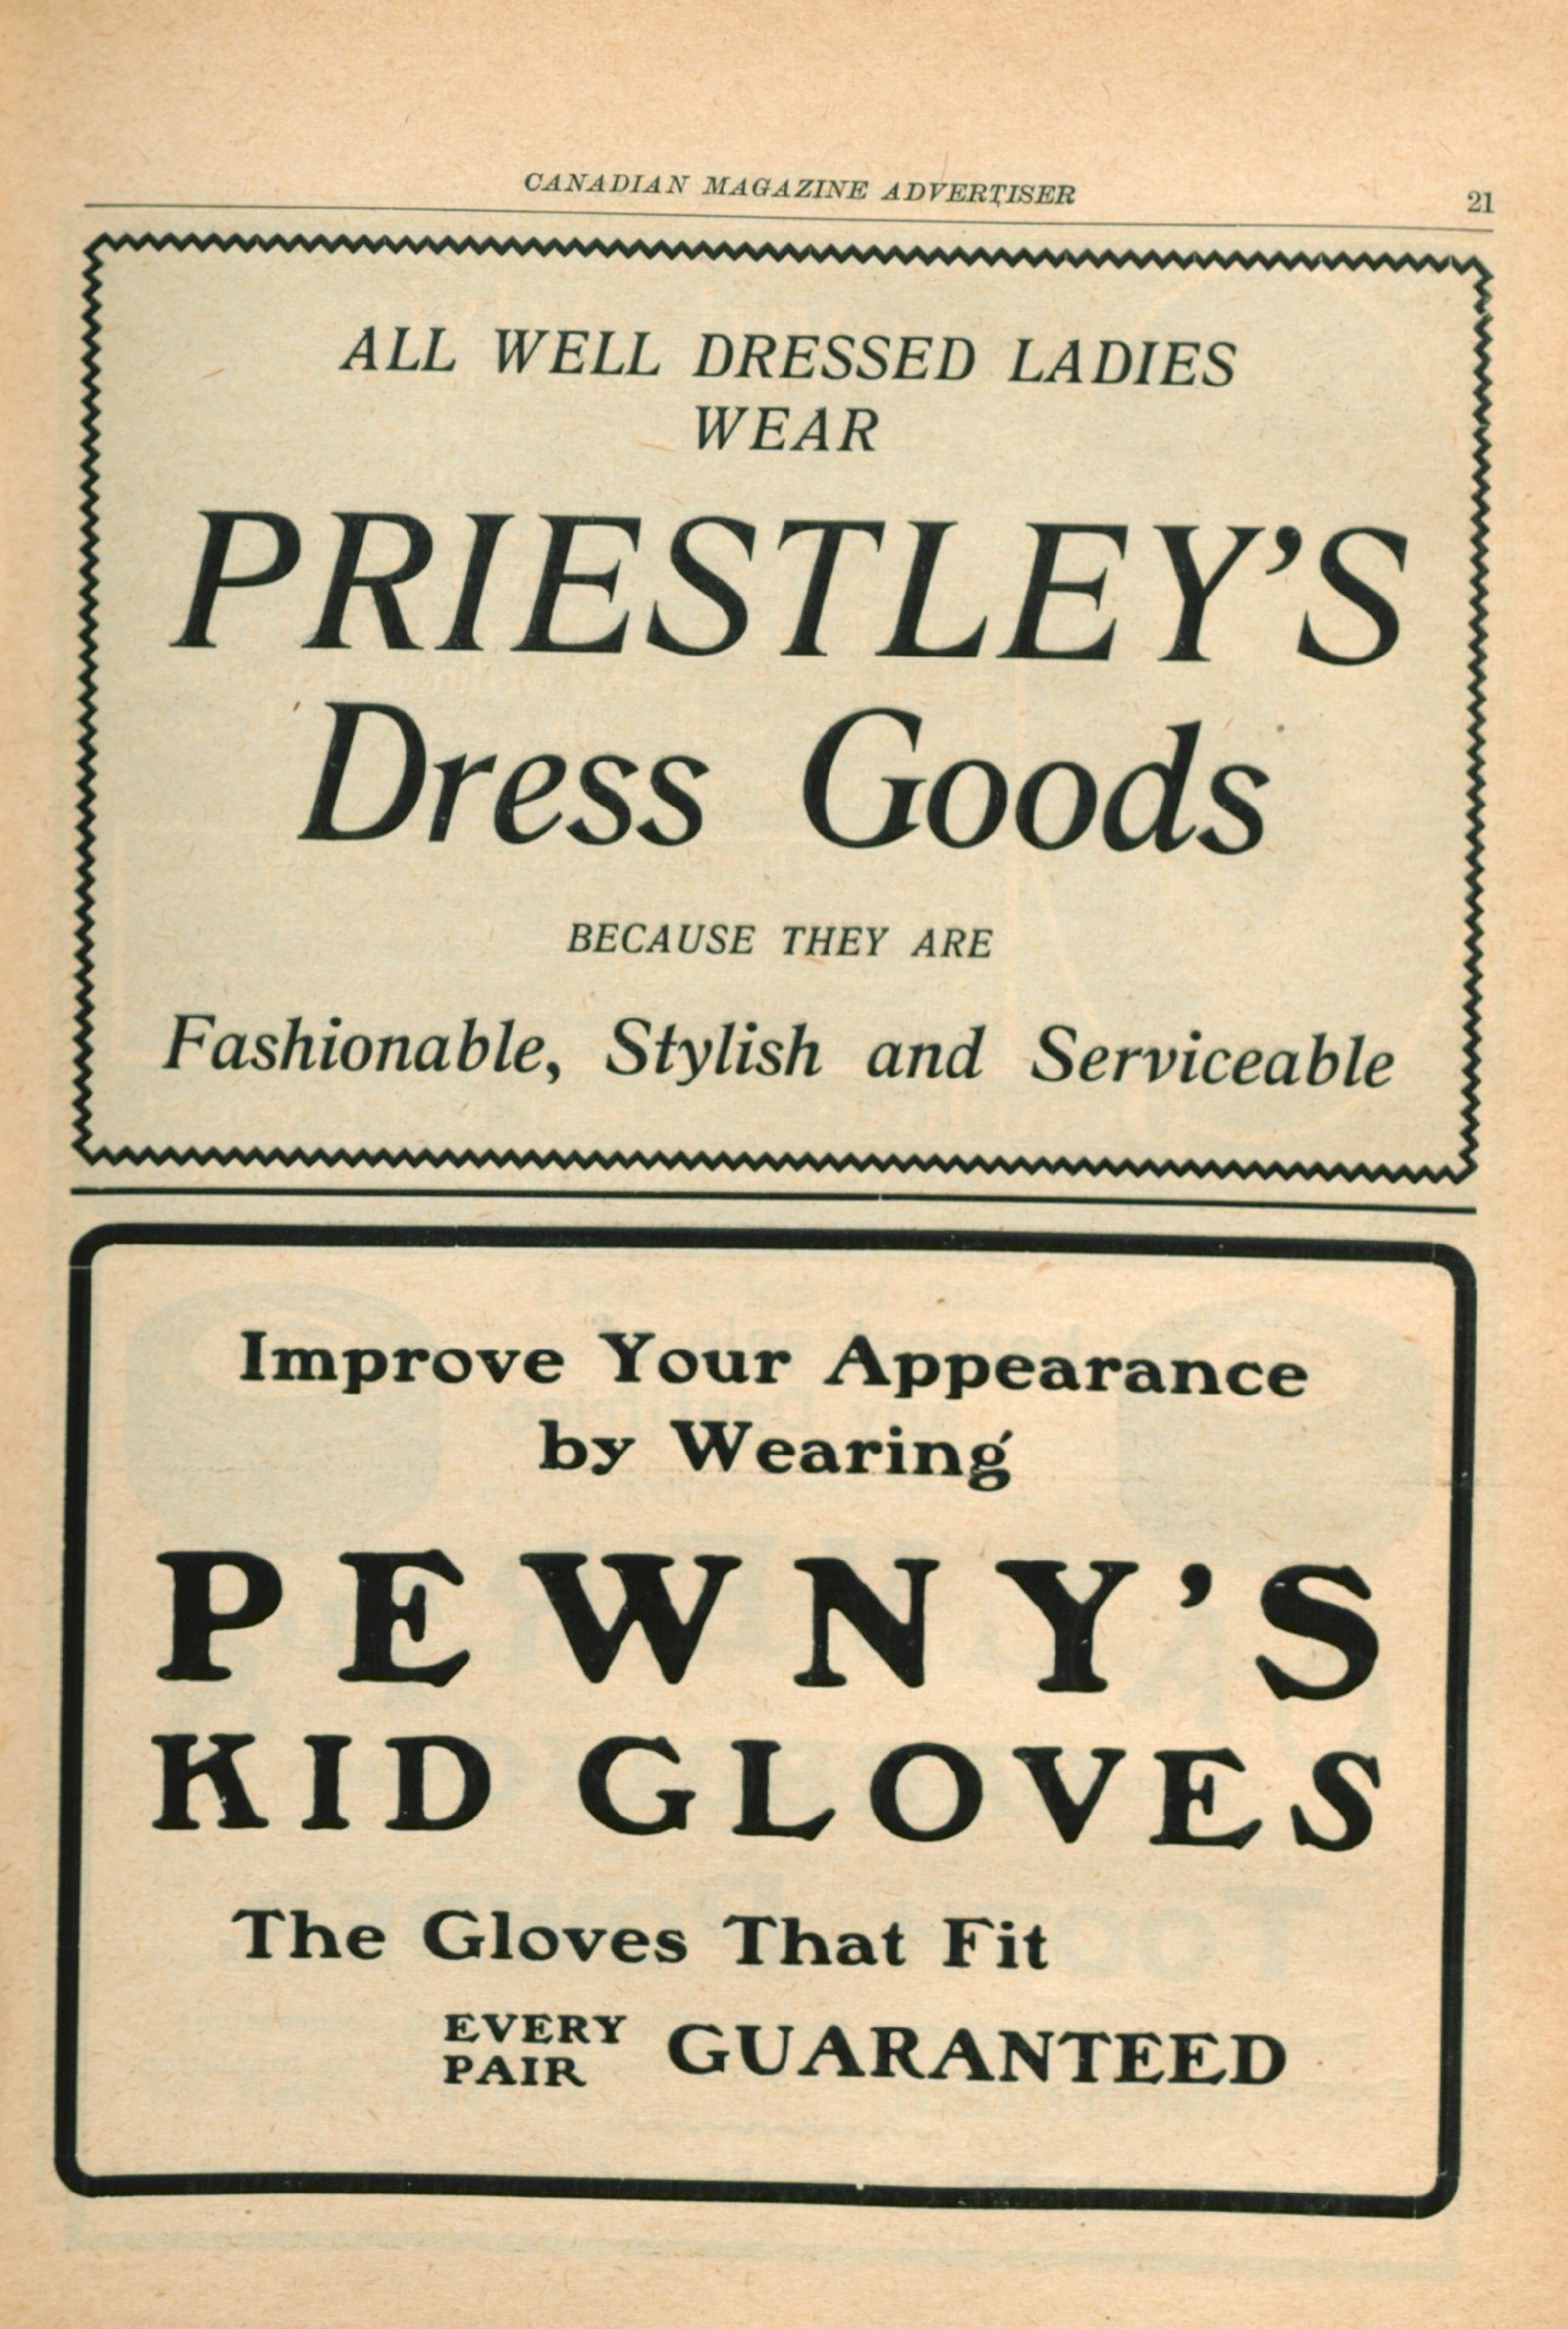 CANADIAN MAGAZINE ADVERTISER 21
ALL WELL DRESSED LADIES
WEAR
PRIESTLEY'S
Dress Goods
BECAUSE THEY ARE
Fashionable, Stylish and Serviceable
Improve Your Appearance
by Wearing
PEWNY'S
KID GLOVES
The Gloves That Fit
EVERY
PAIR GUARANTEED